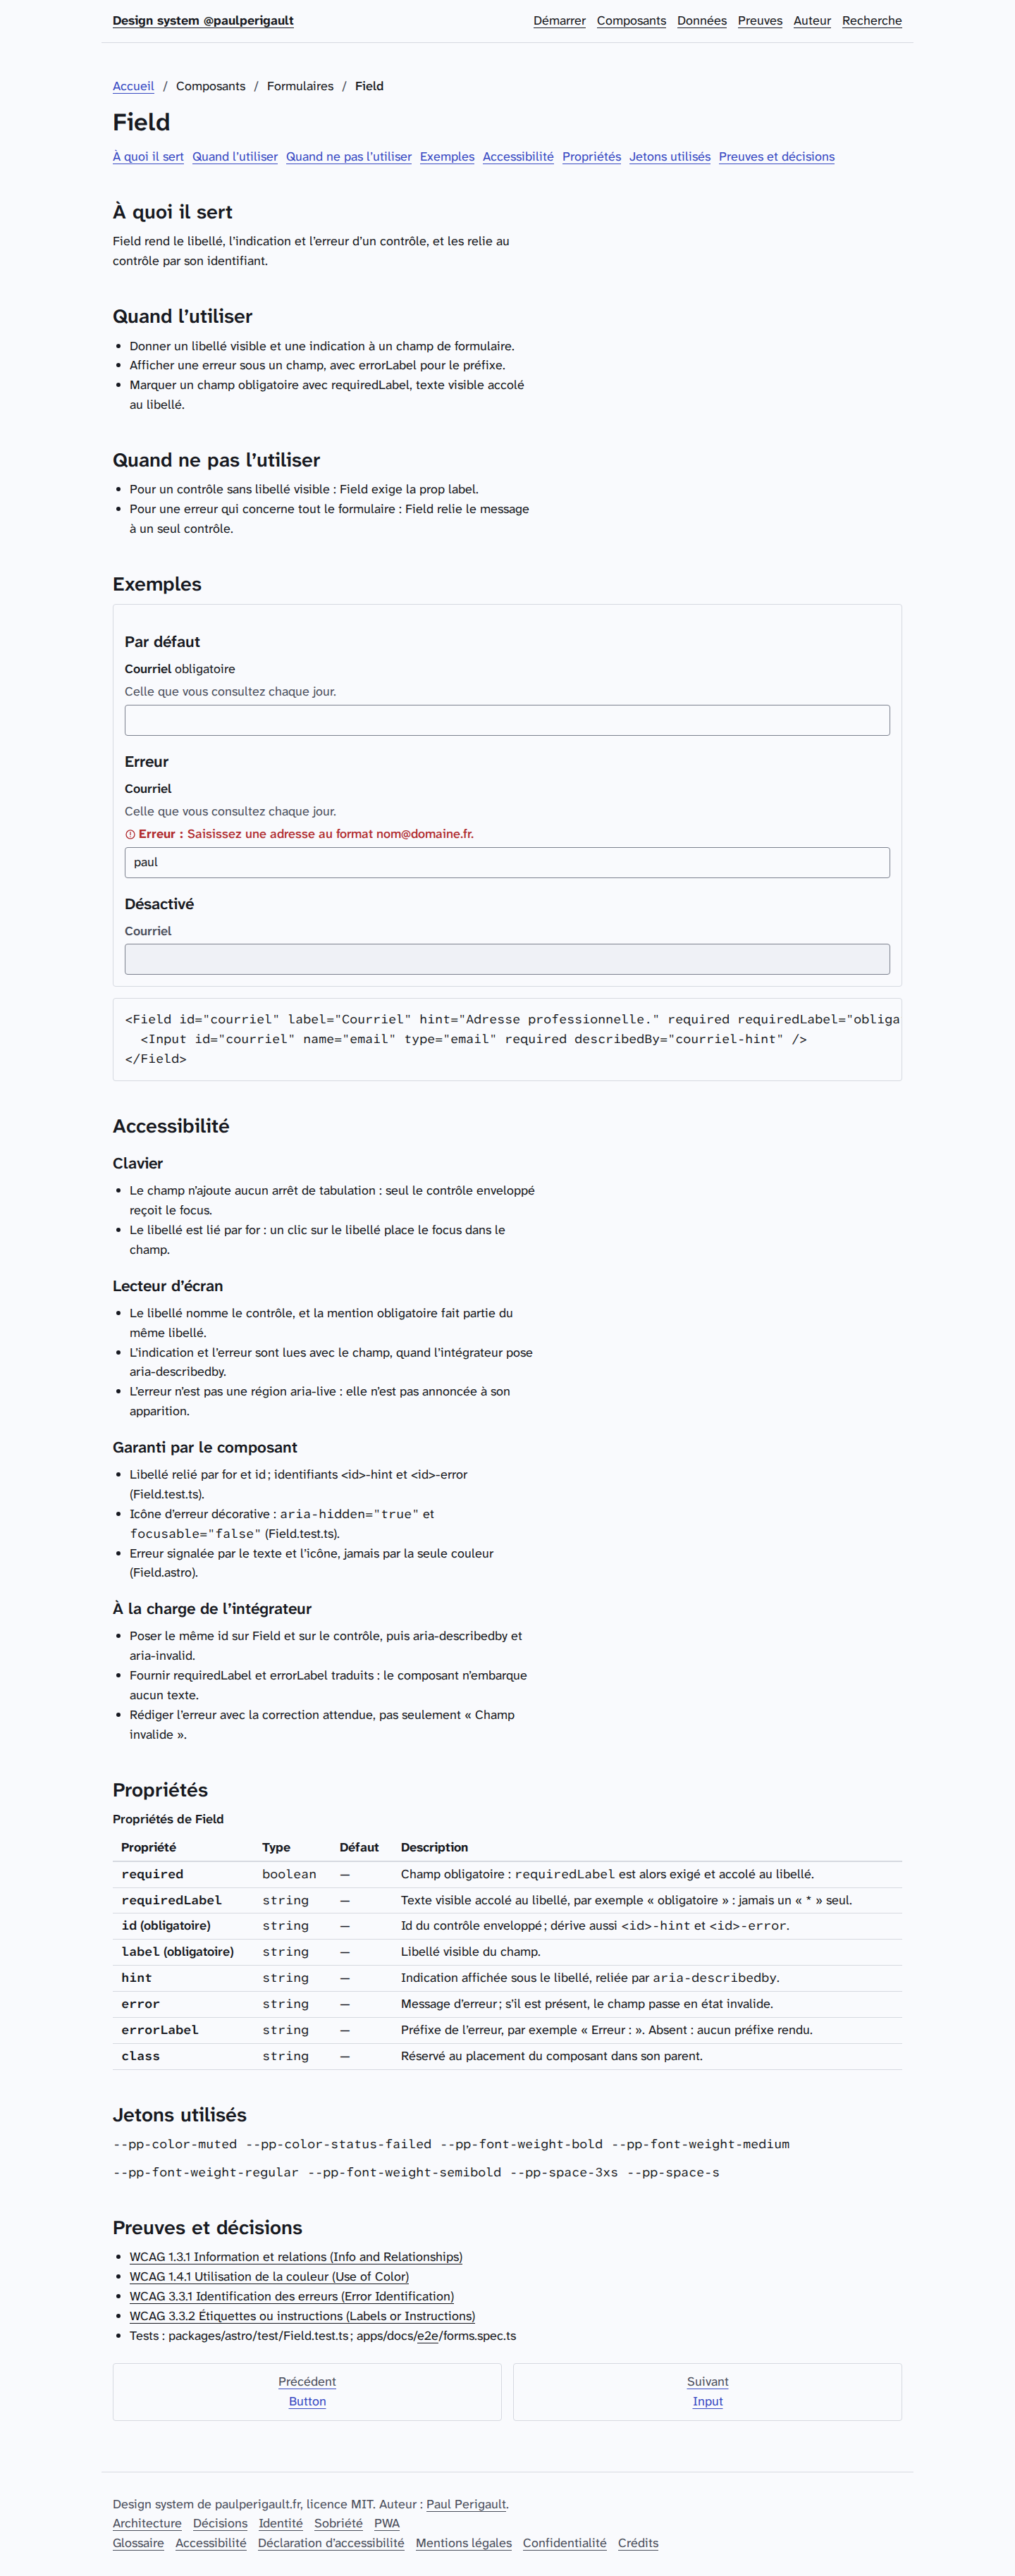 Design system @paulperigault
Démarrer Composants Données Preuves Auteur Recherche
Accueil / Composants / Formulaires / Field
Field
À quoi il sert Quand l’utiliser Quand ne pas l’utiliser Exemples Accessibilité Propriétés Jetons utilisés Preuves et décisions
À quoi il sert
Field rend le libellé, l’indication et l’erreur d’un contrôle, et les relie au
contrôle par son identifiant.
Quand l’utiliser
• Donner un libellé visible et une indication à un champ de formulaire.
• Afficher une erreur sous un champ, avec errorLabel pour le préfixe.
• Marquer un champ obligatoire avec requiredLabel, texte visible accolé
au libellé.
Quand ne pas l’utiliser
• Pour un contrôle sans libellé visible : Field exige la prop label.
• Pour une erreur qui concerne tout le formulaire : Field relie le message
à un seul contrôle.
Exemples
Par défaut
Courriel obligatoire
Celle que vous consultez chaque jour.
Erreur
Courriel
Celle que vous consultez chaque jour.
Erreur : Saisissez une adresse au format nom@domaine.fr.
paul
Désactivé
Courriel
<Field id="courriel" label="Courriel" hint="Adresse professionnelle." required requiredLabel="obliga
<Input id="courriel" name="email" type="email" required describedBy="courriel-hint" />
</Field>
Accessibilité
Clavier
• Le champ n’ajoute aucun arrêt de tabulation : seul le contrôle enveloppé
reçoit le focus.
• Le libellé est lié par for : un clic sur le libellé place le focus dans le
champ.
Lecteur d’écran
• Le libellé nomme le contrôle, et la mention obligatoire fait partie du
même libellé.
• L’indication et l’erreur sont lues avec le champ, quand l’intégrateur pose
aria-describedby.
• L’erreur n’est pas une région aria-live : elle n’est pas annoncée à son
apparition.
Garanti par le composant
• Libellé relié par for et id ; identifiants <id>-hint et <id>-error
(Field.test.ts).
• Icône d’erreur décorative : aria-hidden="true" et
focusable="false" (Field.test.ts).
• Erreur signalée par le texte et l’icône, jamais par la seule couleur
(Field.astro).
À la charge de l’intégrateur
• Poser le même id sur Field et sur le contrôle, puis aria-describedby et
aria-invalid.
• Fournir requiredLabel et errorLabel traduits : le composant n’embarque
aucun texte.
• Rédiger l’erreur avec la correction attendue, pas seulement « Champ
invalide ».
Propriétés
Propriétés de Field
Propriété Type Défaut Description
required boolean — Champ obligatoire : requiredLabel est alors exigé et accolé au libellé.
requiredLabel string — Texte visible accolé au libellé, par exemple « obligatoire » : jamais un « * » seul.
id (obligatoire) string — Id du contrôle enveloppé ; dérive aussi <id>-hint et <id>-error.
label (obligatoire) string — Libellé visible du champ.
hint string — Indication affichée sous le libellé, reliée par aria-describedby.
error string — Message d’erreur ; s’il est présent, le champ passe en état invalide.
errorLabel string — Préfixe de l’erreur, par exemple « Erreur : ». Absent : aucun préfixe rendu.
class string — Réservé au placement du composant dans son parent.
Jetons utilisés
--pp-color-muted --pp-color-status-failed --pp-font-weight-bold --pp-font-weight-medium
--pp-font-weight-regular --pp-font-weight-semibold --pp-space-3xs --pp-space-s
Preuves et décisions
• WCAG 1.3.1 Information et relations (Info and Relationships)
• WCAG 1.4.1 Utilisation de la couleur (Use of Color)
• WCAG 3.3.1 Identification des erreurs (Error Identification)
• WCAG 3.3.2 Étiquettes ou instructions (Labels or Instructions)
• Tests : packages/astro/test/Field.test.ts ; apps/docs/e2e/forms.spec.ts
Précédent
Button
Suivant
Input
Design system de paulperigault.fr, licence MIT. Auteur : Paul Perigault.
Architecture Décisions Identité Sobriété PWA
Glossaire Accessibilité Déclaration d’accessibilité Mentions légales Confidentialité Crédits